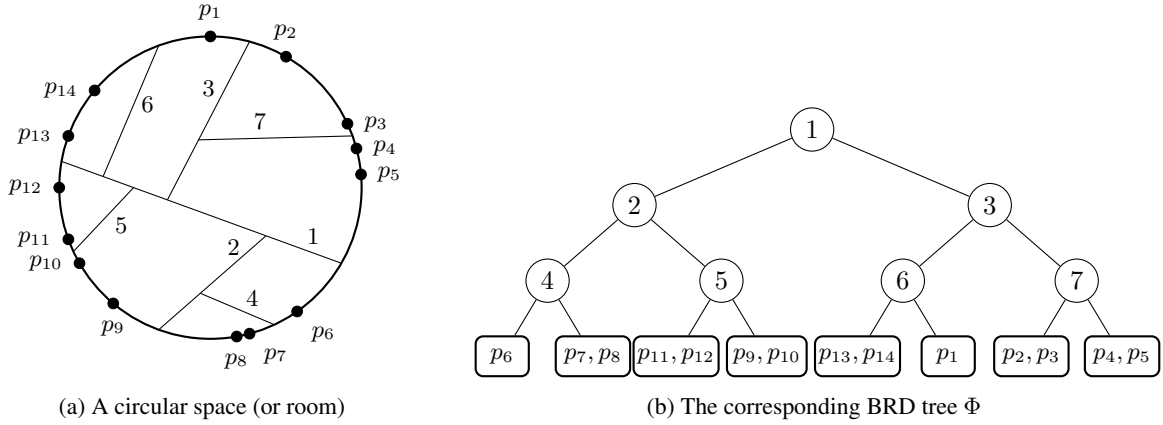 p1
p2
p3
p4
p5
p6
p7
p8
p9
p10
p11
p12
p13
p14
6
3
7
5
2
1
4
(a) A circular space (or room)
1
2
3
4
5
6
7
p6
p7, p8
p11, p12
p9, p10
p13, p14
p1
p2, p3
p4, p5
(b) The corresponding BRD tree Φ